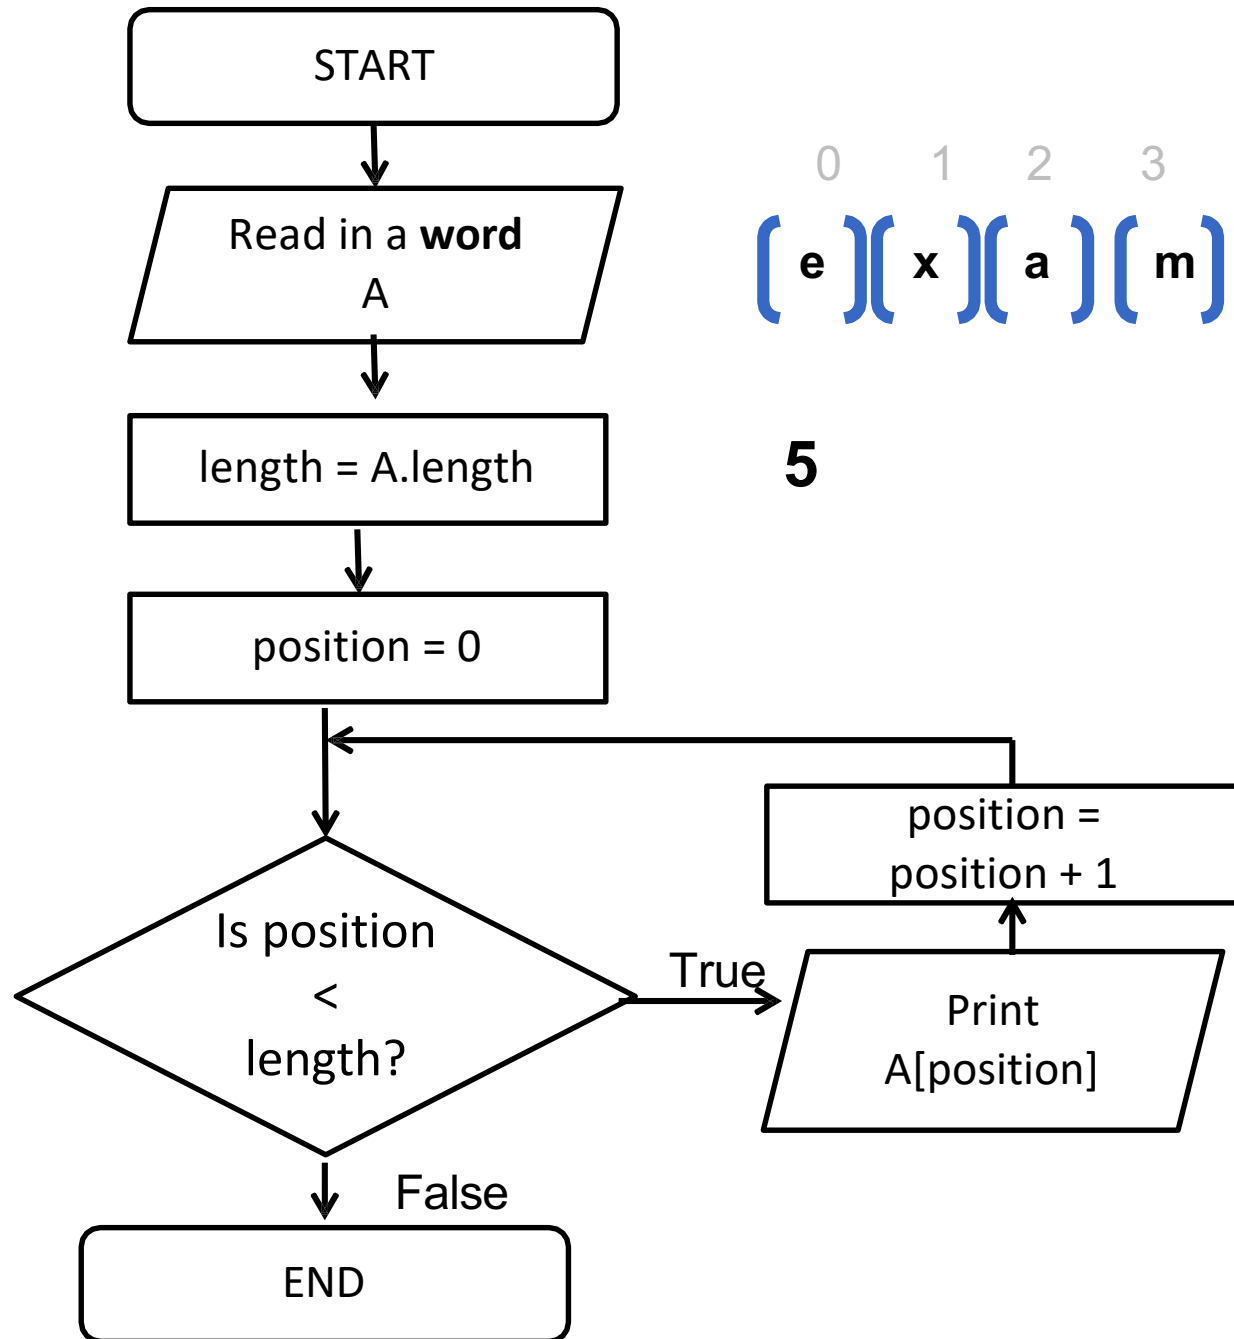 START
Read in a word
A
length = A.length
position = 0
Is position
<
length?
True
Print
A[position]
position =
position + 1
False
END
0 1 2 3
e x a m
5